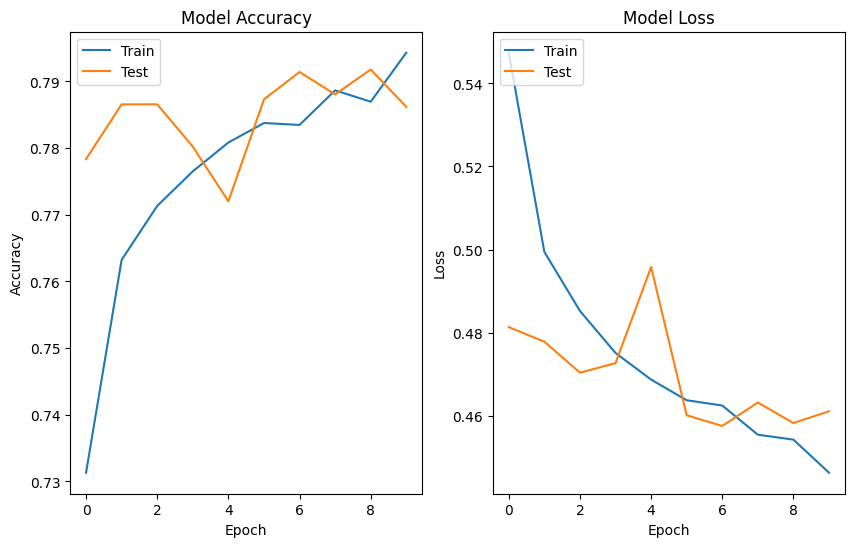 Model Accuracy
Train
Test
0.79
0.78
0.77
0.76
0.75
0.74
0.73
Accuracy
0
2
4
6
8
Epoch
Model Loss
Train
Test
0.54
0.52
0.50
0.48
0.46
Loss
0
2
4
6
8
Epoch